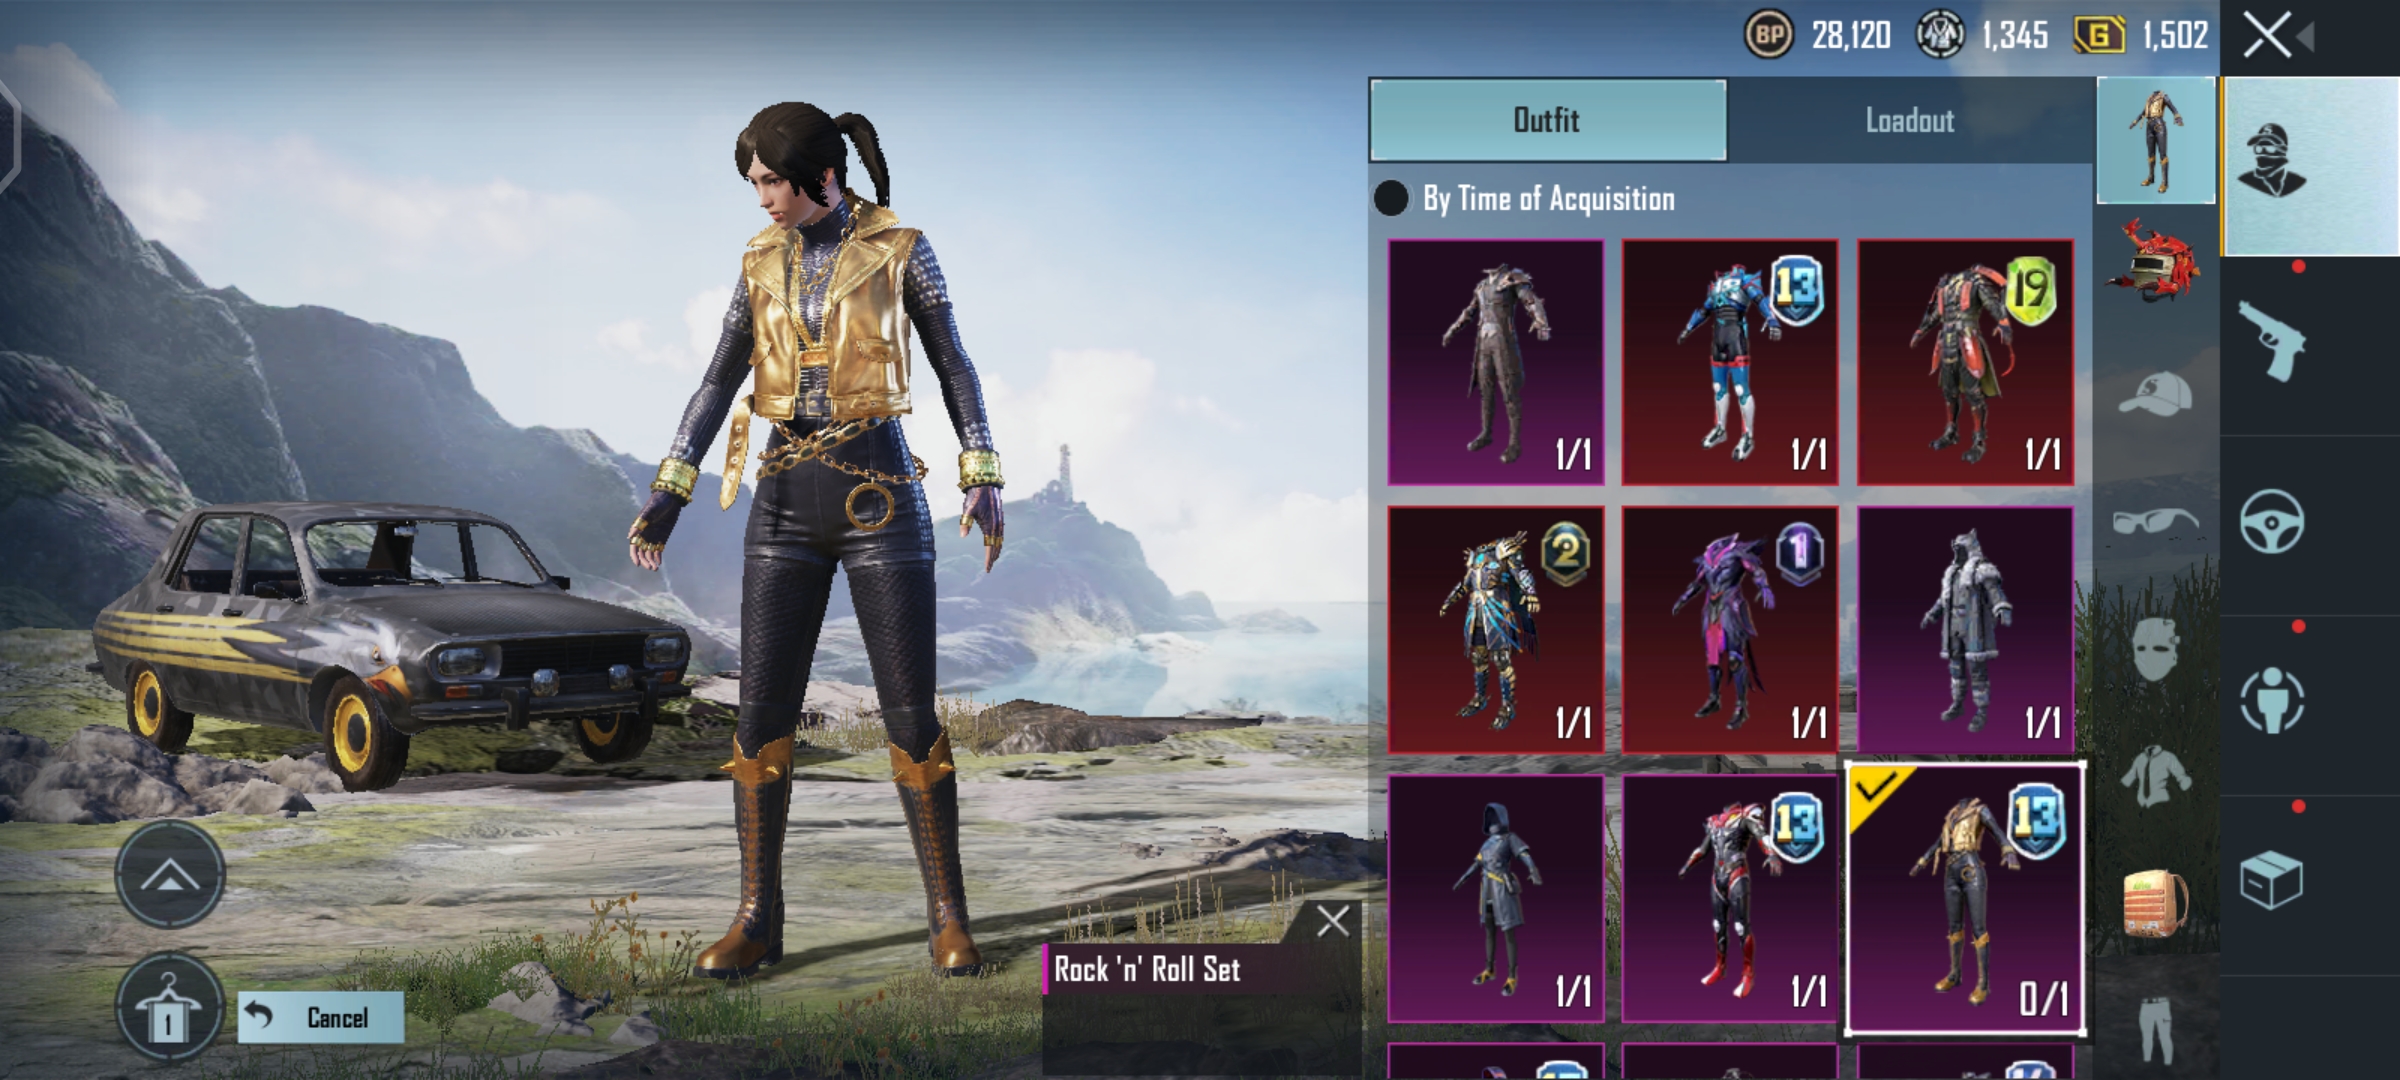 BP 28,120 1,345 G 1,502
Outfit Loadout
By Time of Acquisition
1/1 13 1/1 19 1/1
2 1/1 1 1/1 1/1
1/1 13 1/1 13 0/1
Rock 'n' Roll Set
1 Cancel